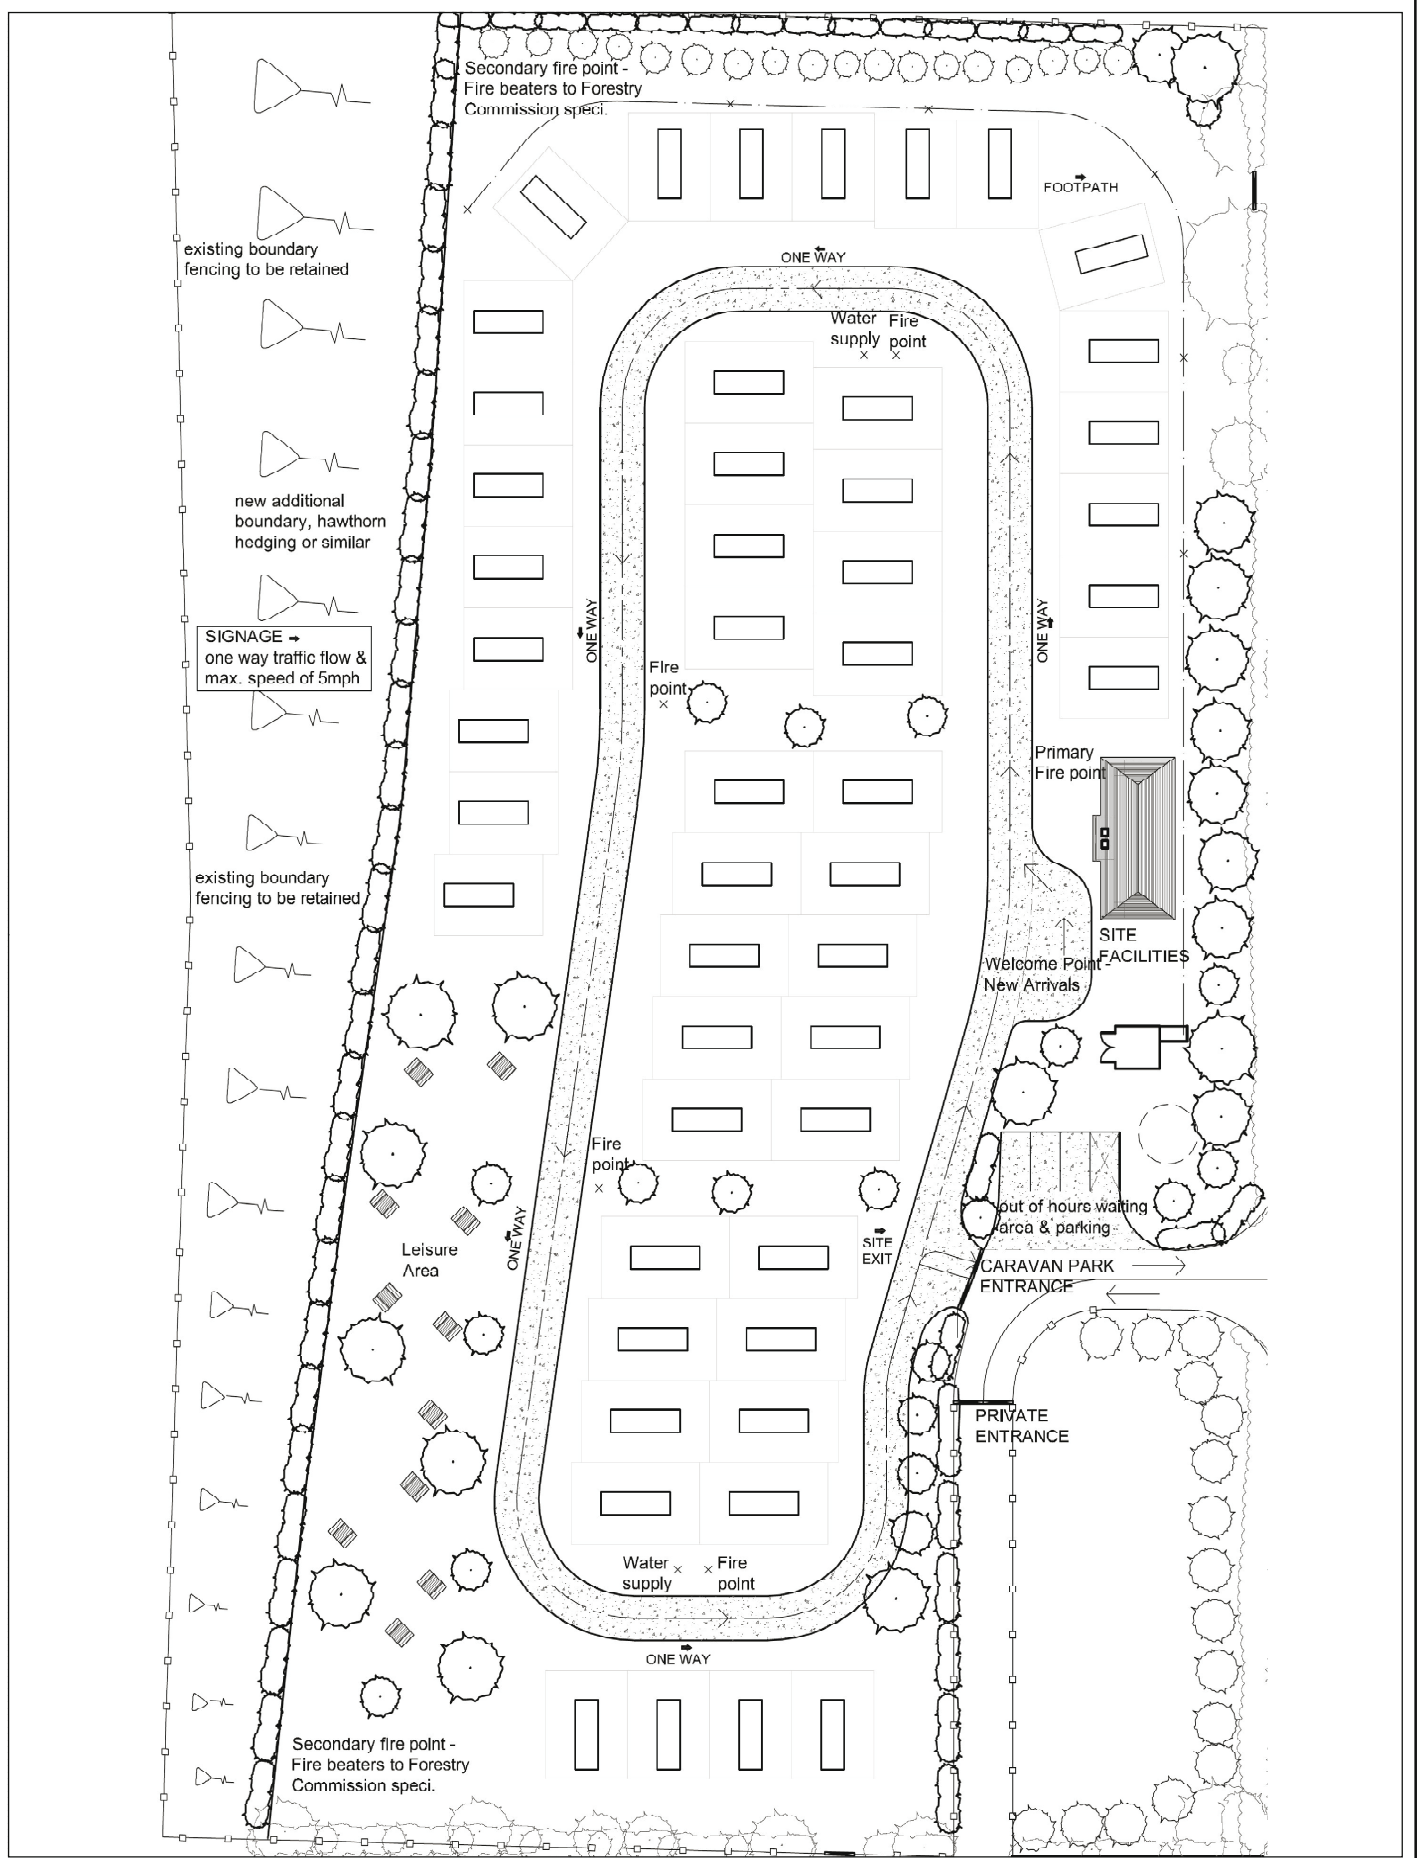 Secondary fire point -
Fire beaters to Forestry
Commission speci.
FOOTPATH
existing boundary
fencing to be retained
ONE WAY
Water
supply
Fire
point
new additional
boundary, hawthorn
hedging or similar
SIGNAGE
one way traffic flow &
max. speed of 5mph
ONE WAY
ONE WAY
FIre
point
Primary
Fire point
existing boundary
fencing to be retained
SITE
FACILITIES
Welcome Point -
New Arrivals
Fire
point
out of hours waiting
area & parking
ONE WAY
Leisure
Area
SITE
EXIT
CARAVAN PARK
ENTRANCE
PRIVATE
ENTRANCE
Water
supply
Fire
point
ONE WAY
Secondary fire point -
Fire beaters to Forestry
Commission speci.